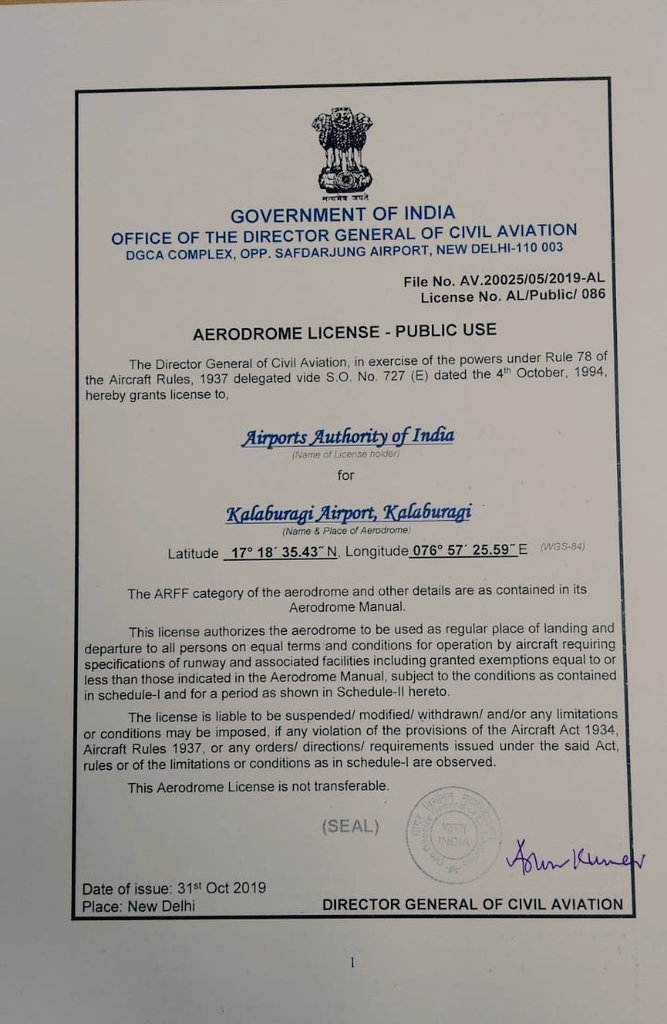 सत्यमेव जयते
GOVERNMENT OF INDIA
OFFICE OF THE DIRECTOR GENERAL OF CIVIL AVIATION
DGCA COMPLEX, OPP. SAFDARJUNG AIRPORT, NEW DELHI-110 003
File No. AV.20025/05/2019-AL
License No. AL/Public/ 086
AERODROME LICENSE - PUBLIC USE
The Director General of Civil Aviation, in exercise of the powers under Rule 78 of
the Aircraft Rules, 1937 delegated vide S.O. No. 727 (E) dated the 4th October, 1994,
hereby grants license to,
Airports Authority of India
(Name of License holder)
for
Kalaburagi Airport, Kalaburagi
(Name & Place of Aerodrome)
Latitude 17° 18´ 35.43˝ N, Longitude 076° 57´ 25.59˝ E (WGS-84)
The ARFF category of the aerodrome and other details are as contained in its
Aerodrome Manual.
This license authorizes the aerodrome to be used as regular place of landing and
departure to all persons on equal terms and conditions for operation by aircraft requiring
specifications of runway and associated facilities including granted exemptions equal to or
less than those indicated in the Aerodrome Manual, subject to the conditions as contained
in schedule-I and for a period as shown in Schedule-II hereto.
The license is liable to be suspended/ modified/ withdrawn/ and/or any limitations
or conditions may be imposed, if any violation of the provisions of the Aircraft Act 1934,
Aircraft Rules 1937, or any orders/ directions/ requirements issued under the said Act,
rules or of the limitations or conditions as in schedule-I are observed.
This Aerodrome License is not transferable.
(SEAL)
भारत
INDIA
Arun Kumar
Date of issue: 31st Oct 2019
Place: New Delhi
DIRECTOR GENERAL OF CIVIL AVIATION
1